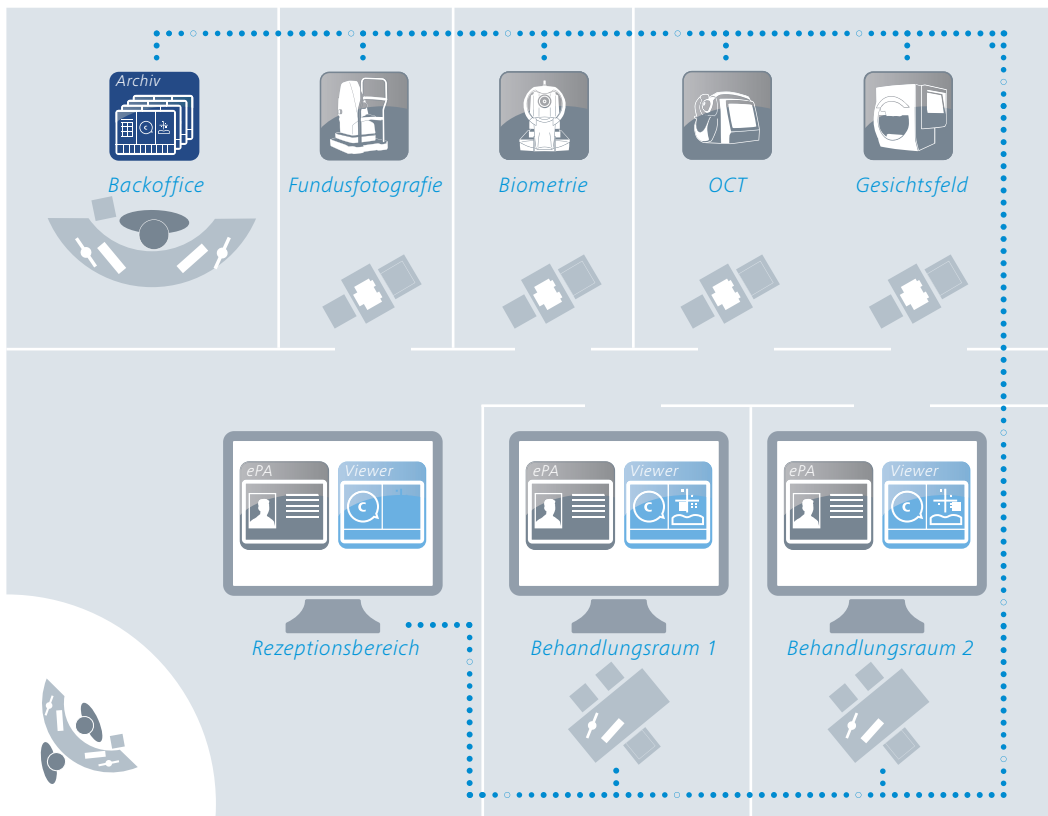 Archiv
Backoffice
Fundusfotografie
Biometrie
OCT
Gesichtsfeld
ePA
Viewer
C
ePA
Viewer
C
ePA
Viewer
C
Rezeptionsbereich
Behandlungsraum 1
Behandlungsraum 2